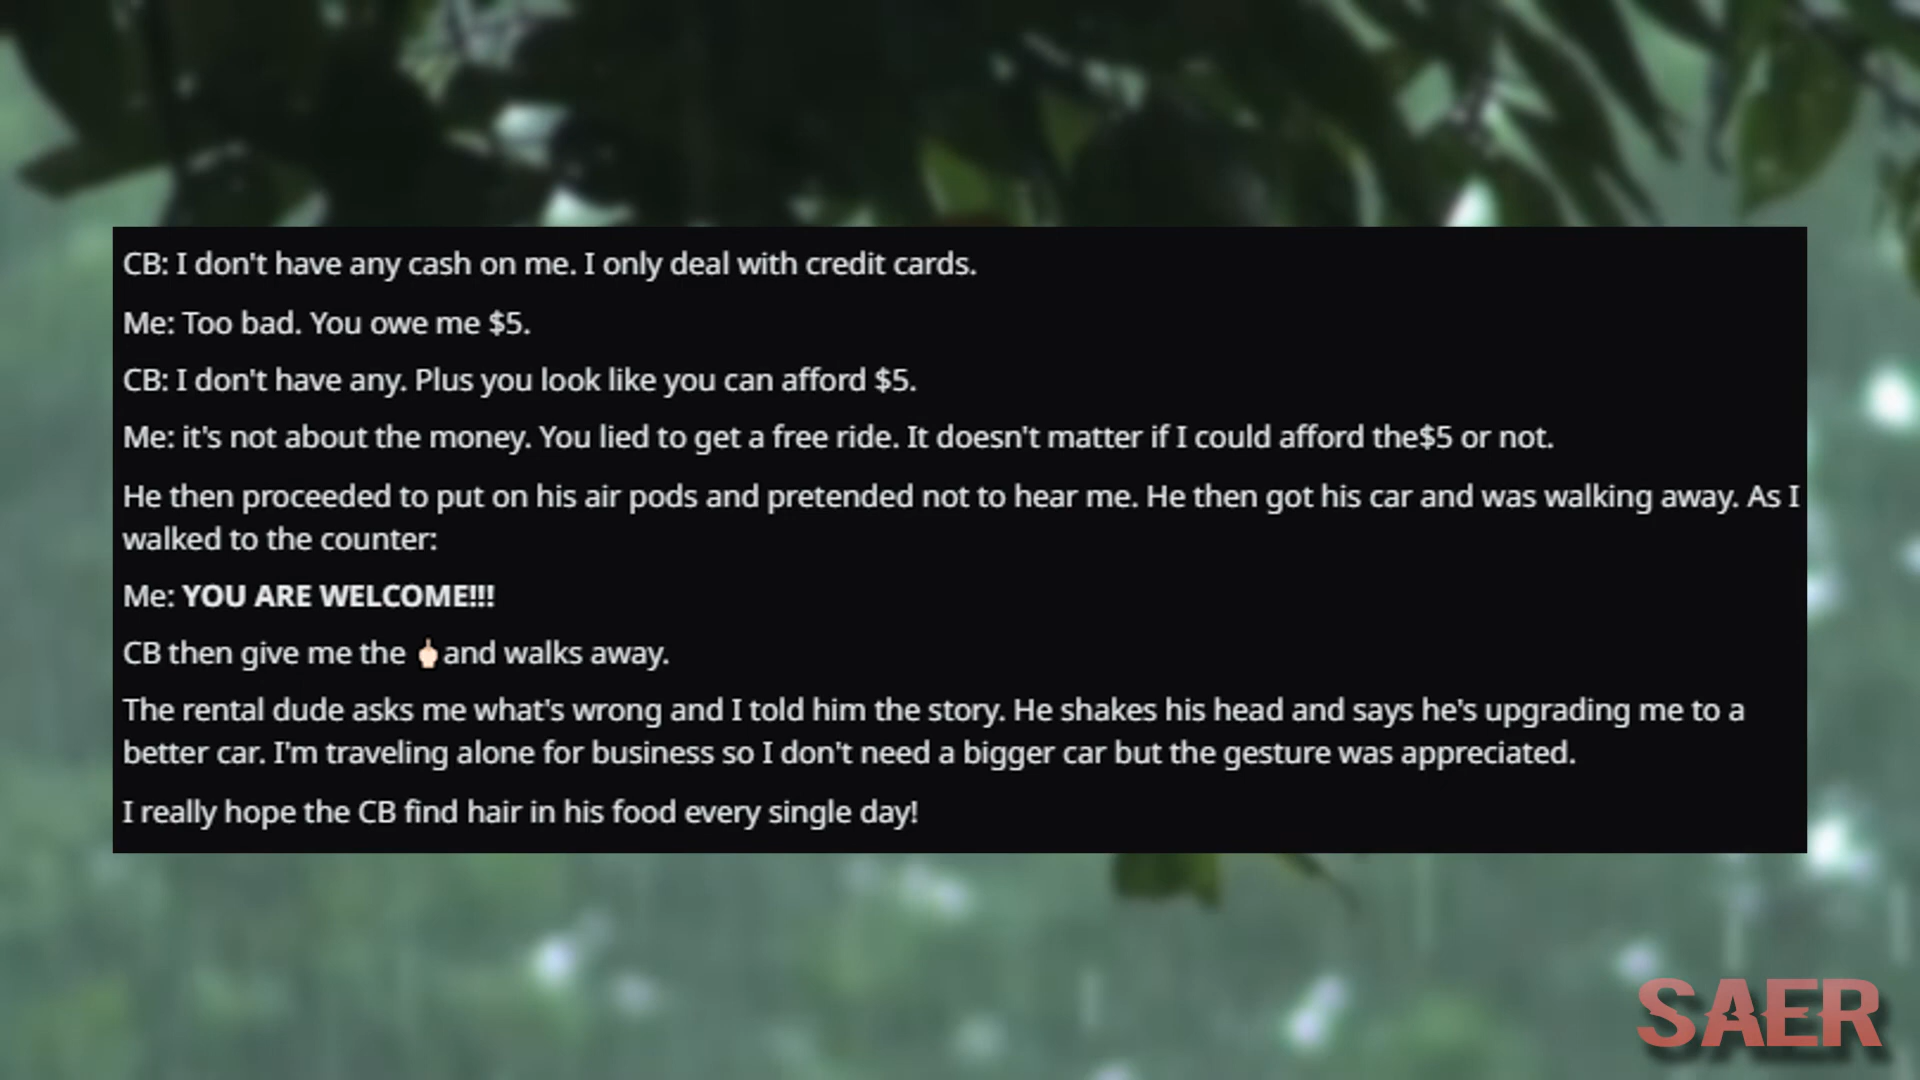 CB: I don't have any cash on me. I only deal with credit cards.
Me: Too bad. You owe me $5.
CB: I don't have any. Plus you look like you can afford $5.
Me: it's not about the money. You lied to get a free ride. It doesn't matter if I could afford the$5 or not.
He then proceeded to put on his air pods and pretended not to hear me. He then got his car and was walking away. As I
walked to the counter:
Me: YOU ARE WELCOME!!!
CB then give me the 🖕🏻and walks away.
The rental dude asks me what's wrong and I told him the story. He shakes his head and says he's upgrading me to a
better car. I'm traveling alone for business so I don't need a bigger car but the gesture was appreciated.
I really hope the CB find hair in his food every single day!
SAER